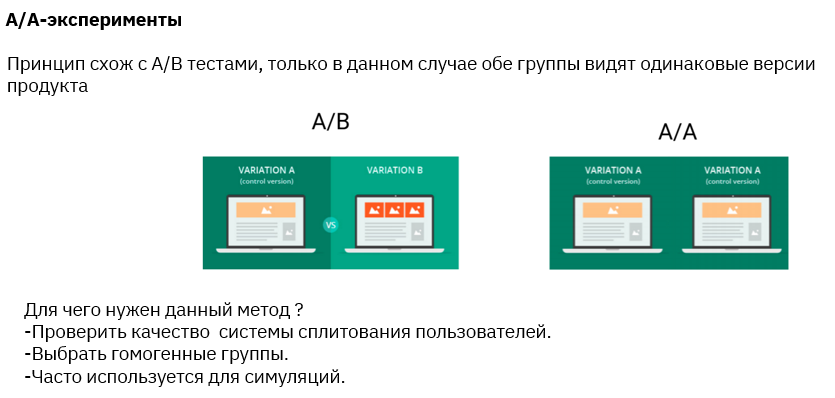 А/А-эксперименты
Принцип схож с А/В тестами, только в данном случае обе группы видят одинаковые версии
продукта
A/B
A/A
VARIATION A
(control version)
VARIATION B
VS
VARIATION A
(control version)
VARIATION A
(control version)
Для чего нужен данный метод ?
-Проверить качество  системы сплитования пользователей.
-Выбрать гомогенные группы.
-Часто используется для симуляций.